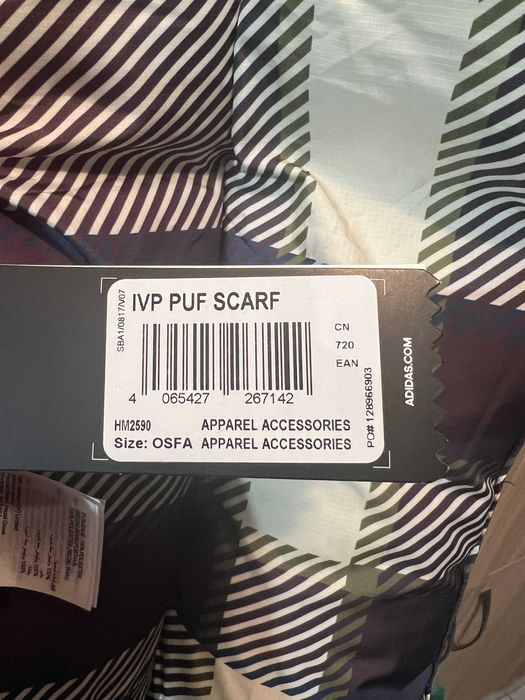 SBA1/0817/V07
IVP PUF SCARF
CN
720
EAN
4 065427 267142
HM2590 APPAREL ACCESSORIES
Size: OSFA APPAREL ACCESSORIES
PO# 128966903
ADIDAS.COM